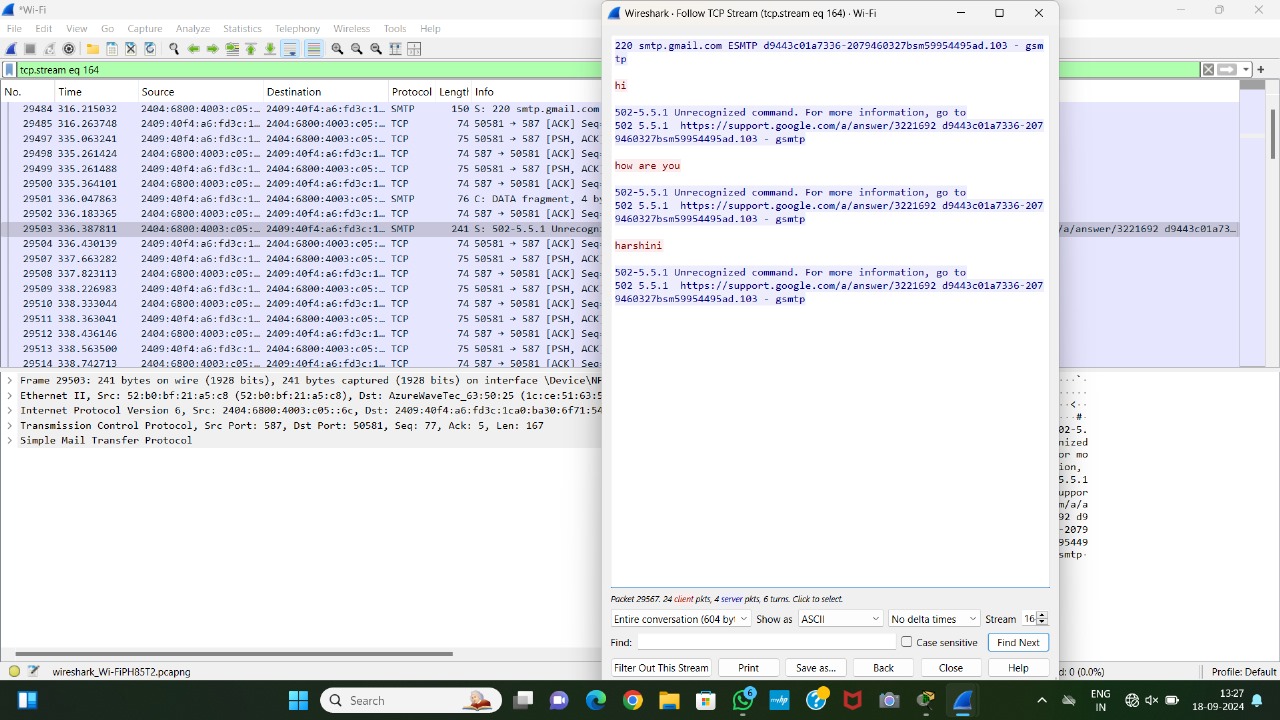 *Wi-Fi
File Edit View Go Capture Analyze Statistics Telephony Wireless Tools Help
tcp.stream eq 164
No. Time Source Destination Protocol Length Info
29484 316.215032 2404:6800:4003:c05:… 2409:40f4:a6:fd3c:1… SMTP 150 S: 220 smtp.gmail.com
29485 316.263748 2409:40f4:a6:fd3c:1… 2404:6800:4003:c05:… TCP 74 50581 → 587 [ACK] Seq=
29497 335.063241 2409:40f4:a6:fd3c:1… 2404:6800:4003:c05:… TCP 75 50581 → 587 [PSH, ACK
29498 335.261424 2404:6800:4003:c05:… 2409:40f4:a6:fd3c:1… TCP 74 587 → 50581 [ACK] Seq=
29499 335.261488 2409:40f4:a6:fd3c:1… 2404:6800:4003:c05:… TCP 75 50581 → 587 [PSH, ACK
29500 335.364101 2404:6800:4003:c05:… 2409:40f4:a6:fd3c:1… TCP 74 587 → 50581 [ACK] Seq=
29501 336.047863 2409:40f4:a6:fd3c:1… 2404:6800:4003:c05:… SMTP 76 C: DATA fragment, 4 by
29502 336.183365 2404:6800:4003:c05:… 2409:40f4:a6:fd3c:1… TCP 74 587 → 50581 [ACK] Seq=
29503 336.387811 2404:6800:4003:c05:… 2409:40f4:a6:fd3c:1… SMTP 241 S: 502-5.5.1 Unrecogn: /a/answer/3221692 d9443c01a73…
29504 336.430139 2409:40f4:a6:fd3c:1… 2404:6800:4003:c05:… TCP 74 50581 → 587 [ACK] Seq=
29507 337.663282 2409:40f4:a6:fd3c:1… 2404:6800:4003:c05:… TCP 75 50581 → 587 [PSH, ACK
29508 337.823113 2404:6800:4003:c05:… 2409:40f4:a6:fd3c:1… TCP 74 587 → 50581 [ACK] Seq=
29509 338.226983 2409:40f4:a6:fd3c:1… 2404:6800:4003:c05:… TCP 75 50581 → 587 [PSH, ACK
29510 338.333044 2404:6800:4003:c05:… 2409:40f4:a6:fd3c:1… TCP 74 587 → 50581 [ACK] Seq=
29511 338.363041 2409:40f4:a6:fd3c:1… 2404:6800:4003:c05:… TCP 75 50581 → 587 [PSH, ACK
29512 338.436146 2404:6800:4003:c05:… 2409:40f4:a6:fd3c:1… TCP 74 587 → 50581 [ACK] Seq=
29513 338.563500 2409:40f4:a6:fd3c:1… 2404:6800:4003:c05:… TCP 75 50581 → 587 [PSH, ACK
29514 338.742713 2404:6800:4003:c05:… 2409:40f4:a6:fd3c:1… TCP 74 587 → 50581 [ACK] Seq=
Frame 29503: 241 bytes on wire (1928 bits), 241 bytes captured (1928 bits) on interface \Device\NP
Ethernet II, Src: 52:b0:bf:21:a5:c8 (52:b0:bf:21:a5:c8), Dst: AzureWaveTec_63:50:25 (1c:ce:51:63:5
Internet Protocol Version 6, Src: 2404:6800:4003:c05::6c, Dst: 2409:40f4:a6:fd3c:1ca0:ba30:6f71:54
Transmission Control Protocol, Src Port: 587, Dst Port: 50581, Seq: 77, Ack: 5, Len: 167
Simple Mail Transfer Protocol
Wireshark · Follow TCP Stream (tcp.stream eq 164) · Wi-Fi
220 smtp.gmail.com ESMTP d9443c01a7336-2079460327bsm59954495ad.103 - gsm
tp
hi
502-5.5.1 Unrecognized command. For more information, go to
502 5.5.1  https://support.google.com/a/answer/3221692 d9443c01a7336-207
9460327bsm59954495ad.103 - gsmtp
how are you
502-5.5.1 Unrecognized command. For more information, go to
502 5.5.1  https://support.google.com/a/answer/3221692 d9443c01a7336-207
9460327bsm59954495ad.103 - gsmtp
harshini
502-5.5.1 Unrecognized command. For more information, go to
502 5.5.1  https://support.google.com/a/answer/3221692 d9443c01a7336-207
9460327bsm59954495ad.103 - gsmtp
Packet 29567. 24 client pkts, 4 server pkts, 6 turns. Click to select.
Entire conversation (604 byt Show as ASCII No delta times Stream 16
Find: Case sensitive Find Next
Filter Out This Stream Print Save as… Back Close Help
<··
#
02-5.
nized
or mo
ion,
5.5.1
uppor
m/a/a
92 d9
-2079
95449
smtp·
wireshark_Wi-FiPH85T2.pcapng
d: 0 (0.0%) Profile: Default
Search
6
ENG
IN
13:27
18-09-2024